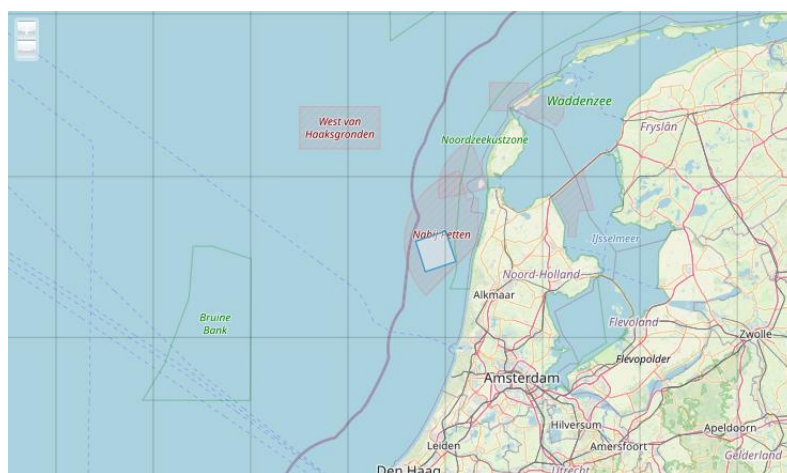 Waddenzee
West van
Haaksgronden
Fryslân
Noordzeekustzone
Nabij Petten
IJsselmeer
Noord-Holland
Alkmaar
Bruine
Bank
Flevoland
Zwolle
Flevopolder
Amsterdam
Hilversum
Apeldoorn
Leiden
Amersfoort
Gelderland
Den Haag
Utrecht